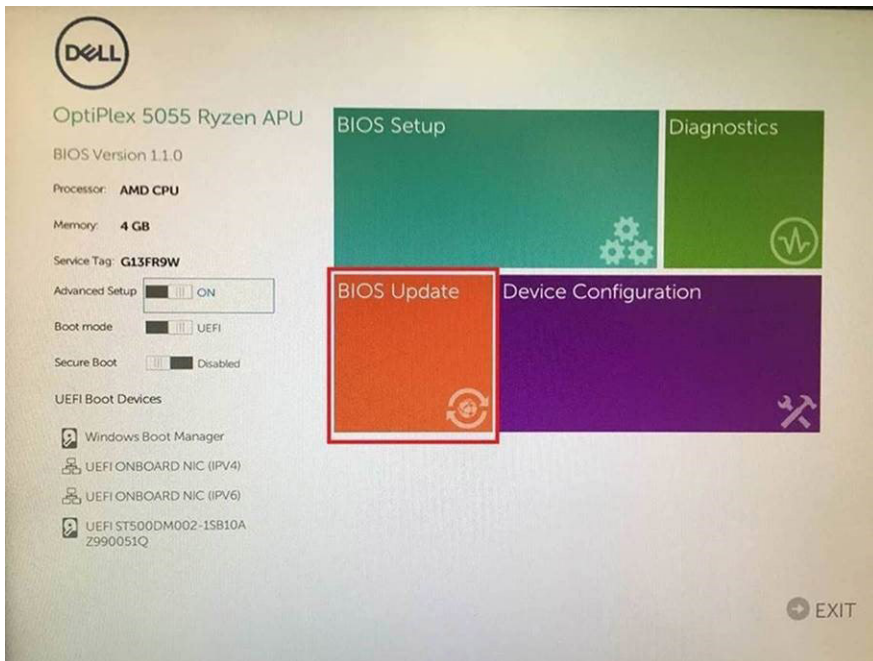 DELL
OptiPlex 5055 Ryzen APU
BIOS Version 1.1.0
Processor: AMD CPU
Memory: 4 GB
Service Tag: G13FR9W
Advanced Setup ON
Boot mode UEFI
Secure Boot Disabled
UEFI Boot Devices
Windows Boot Manager
UEFI ONBOARD NIC (IPV4)
UEFI ONBOARD NIC (IPV6)
UEFI ST500DM002-1SB10A
Z990051Q
BIOS Setup
Diagnostics
BIOS Update
Device Configuration
EXIT